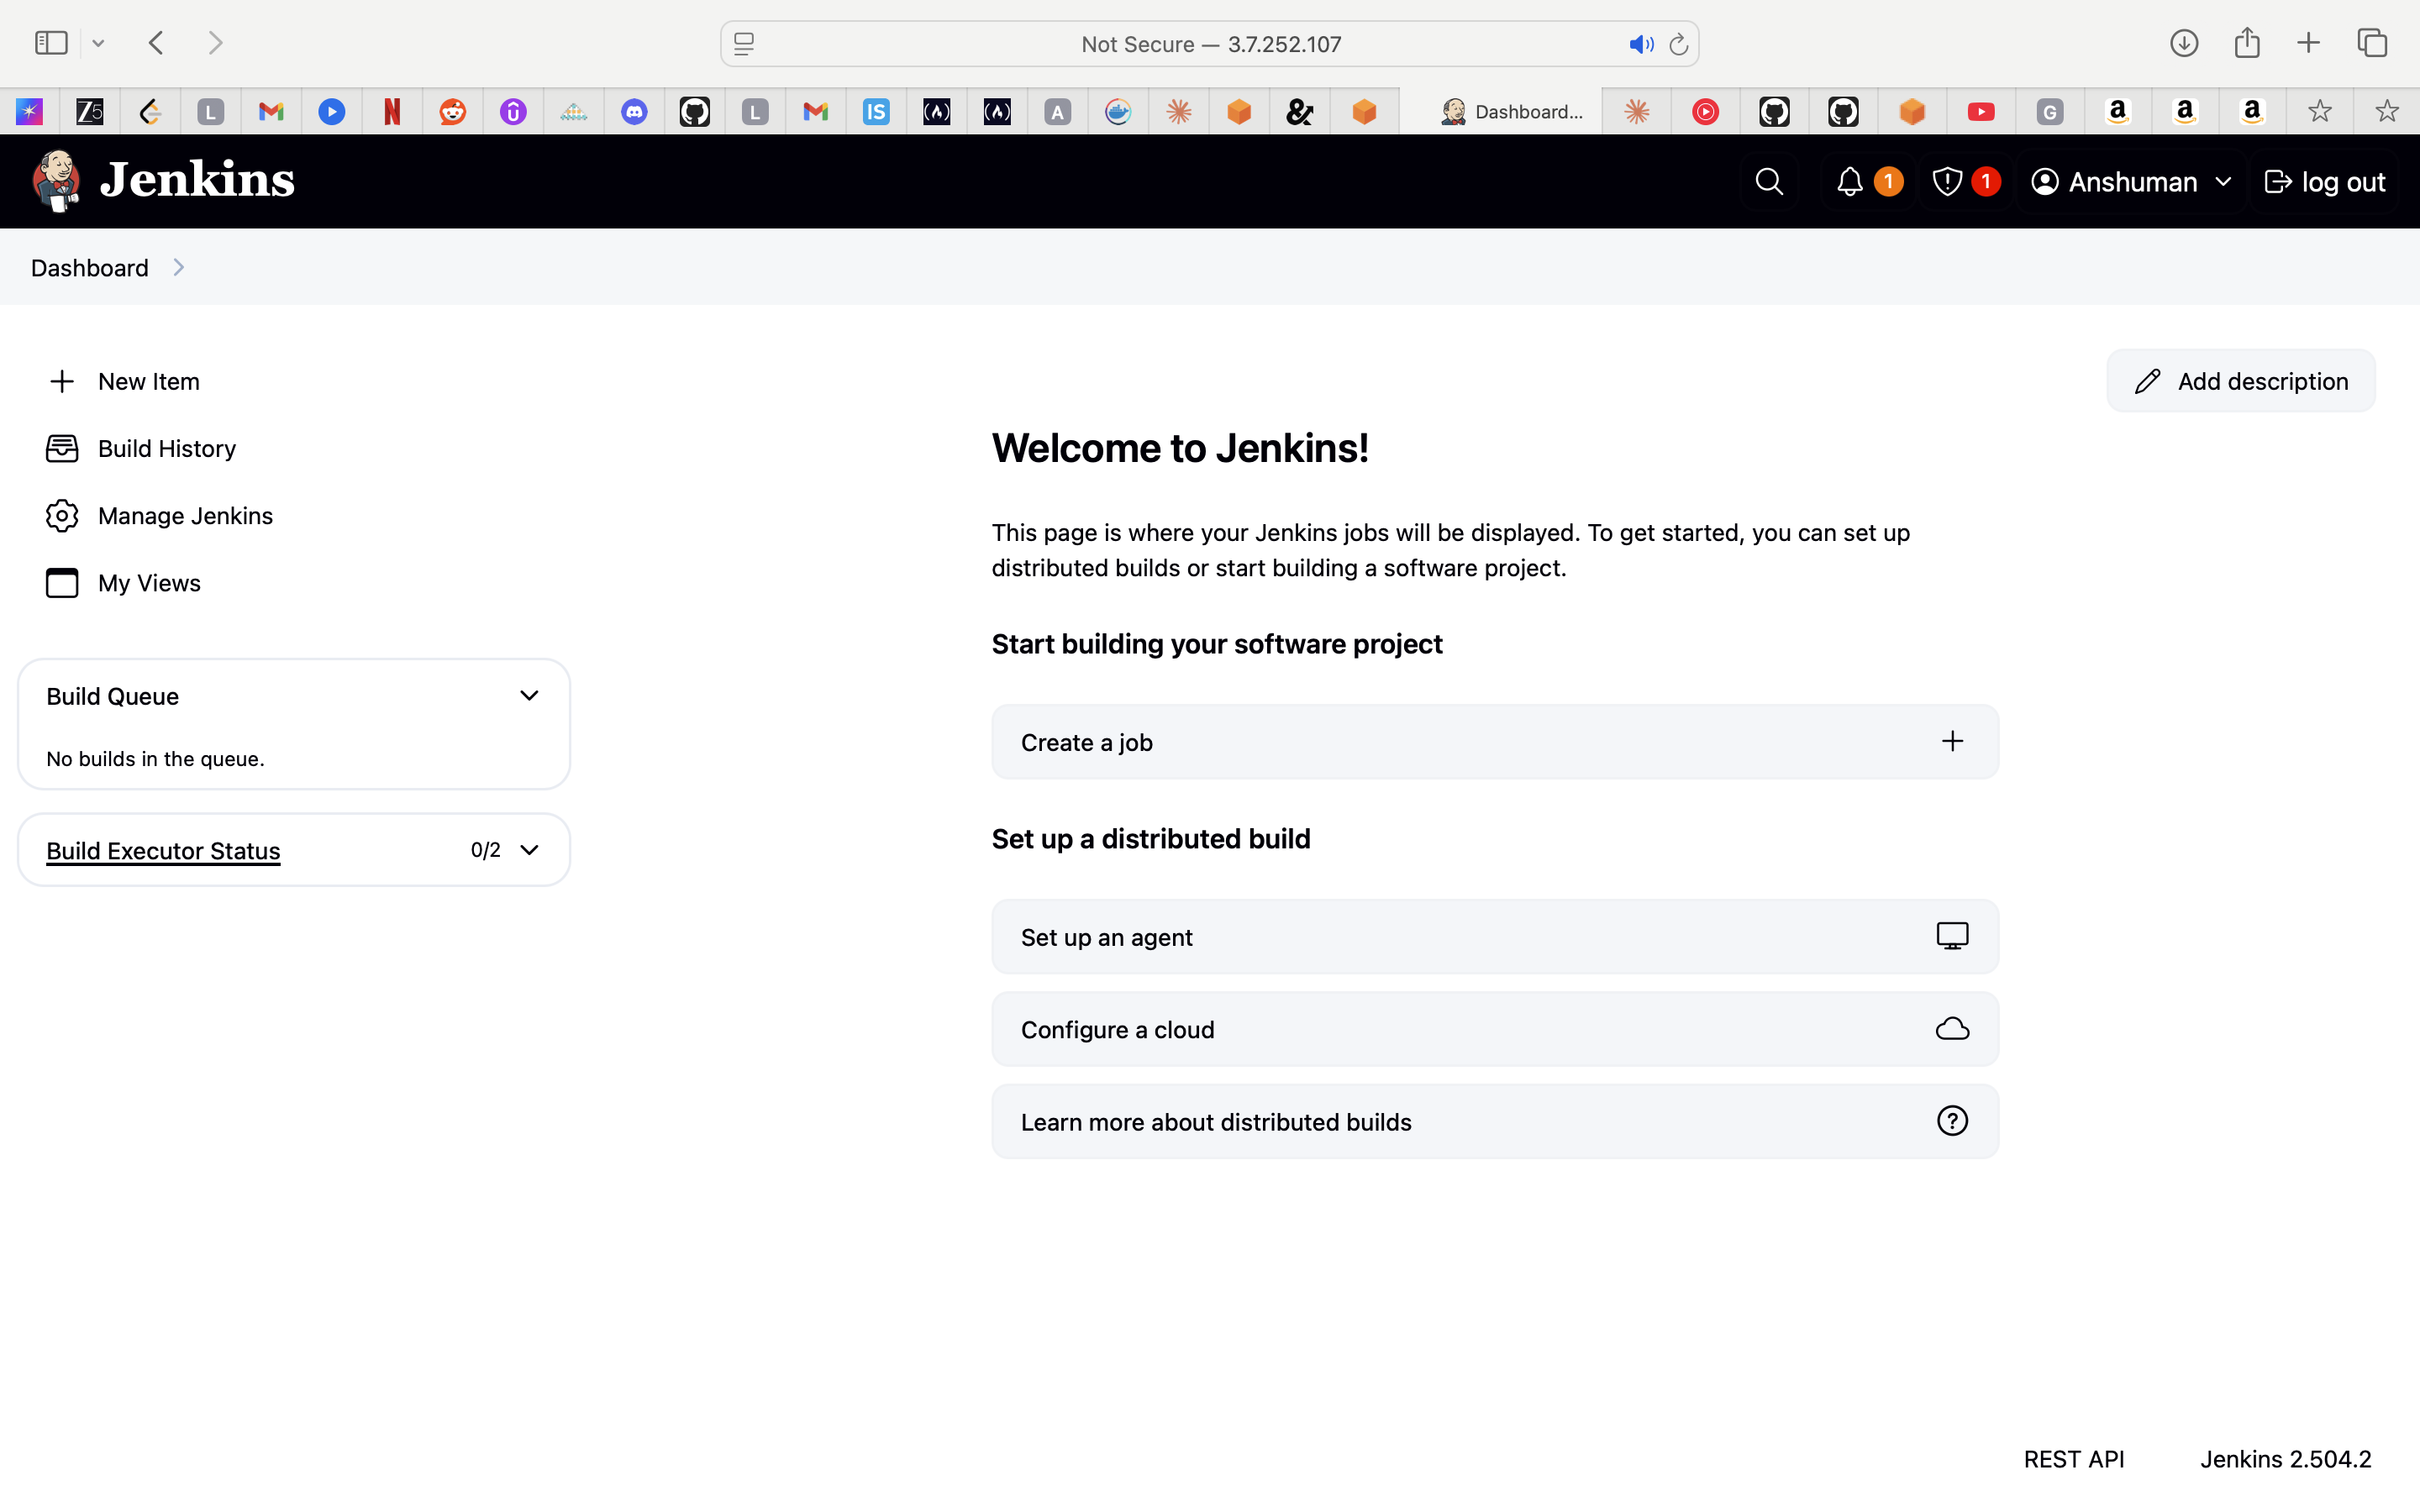 Not Secure — 3.7.252.107
Z5
L
N
L
IS
A
&
Dashboard...
G
a
a
a
Jenkins
1
1
Anshuman
log out
Dashboard
New Item
Add description
Build History
Welcome to Jenkins!
Manage Jenkins
This page is where your Jenkins jobs will be displayed. To get started, you can set up
distributed builds or start building a software project.
My Views
Start building your software project
Build Queue
Create a job
No builds in the queue.
Set up a distributed build
Build Executor Status
0/2
Set up an agent
Configure a cloud
Learn more about distributed builds
REST API
Jenkins 2.504.2